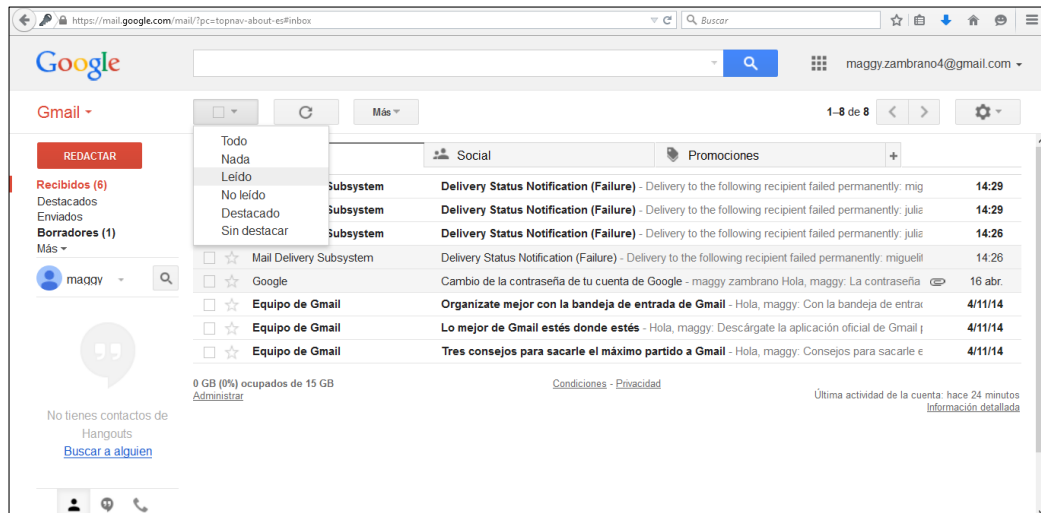 https://mail.google.com/mail/?pc=topnav-about-es#inbox
Buscar
Google
maggy.zambrano4@gmail.com
Gmail
Más
1–8 de 8
Todo
Nada
Leído
No leído
Destacado
Sin destacar
Social
Promociones
+
REDACTAR
Recibidos (6)
Destacados
Enviados
Borradores (1)
Más
maggy
Subsystem Delivery Status Notification (Failure) - Delivery to the following recipient failed permanently: mig 14:29
Subsystem Delivery Status Notification (Failure) - Delivery to the following recipient failed permanently: julia 14:29
Subsystem Delivery Status Notification (Failure) - Delivery to the following recipient failed permanently: julia 14:26
Mail Delivery Subsystem Delivery Status Notification (Failure) - Delivery to the following recipient failed permanently: miguelit 14:26
Google Cambio de la contraseña de tu cuenta de Google - maggy zambrano Hola, maggy: La contraseña 16 abr.
Equipo de Gmail Organízate mejor con la bandeja de entrada de Gmail - Hola, maggy: Con la bandeja de entrac 4/11/14
Equipo de Gmail Lo mejor de Gmail estés donde estés - Hola, maggy: Descárgate la aplicación oficial de Gmail 4/11/14
Equipo de Gmail Tres consejos para sacarle el máximo partido a Gmail - Hola, maggy: Consejos para sacarle e 4/11/14
0 GB (0%) ocupados de 15 GB
Administrar
Condiciones - Privacidad
Última actividad de la cuenta: hace 24 minutos
Información detallada
No tienes contactos de
Hangouts
Buscar a alguien